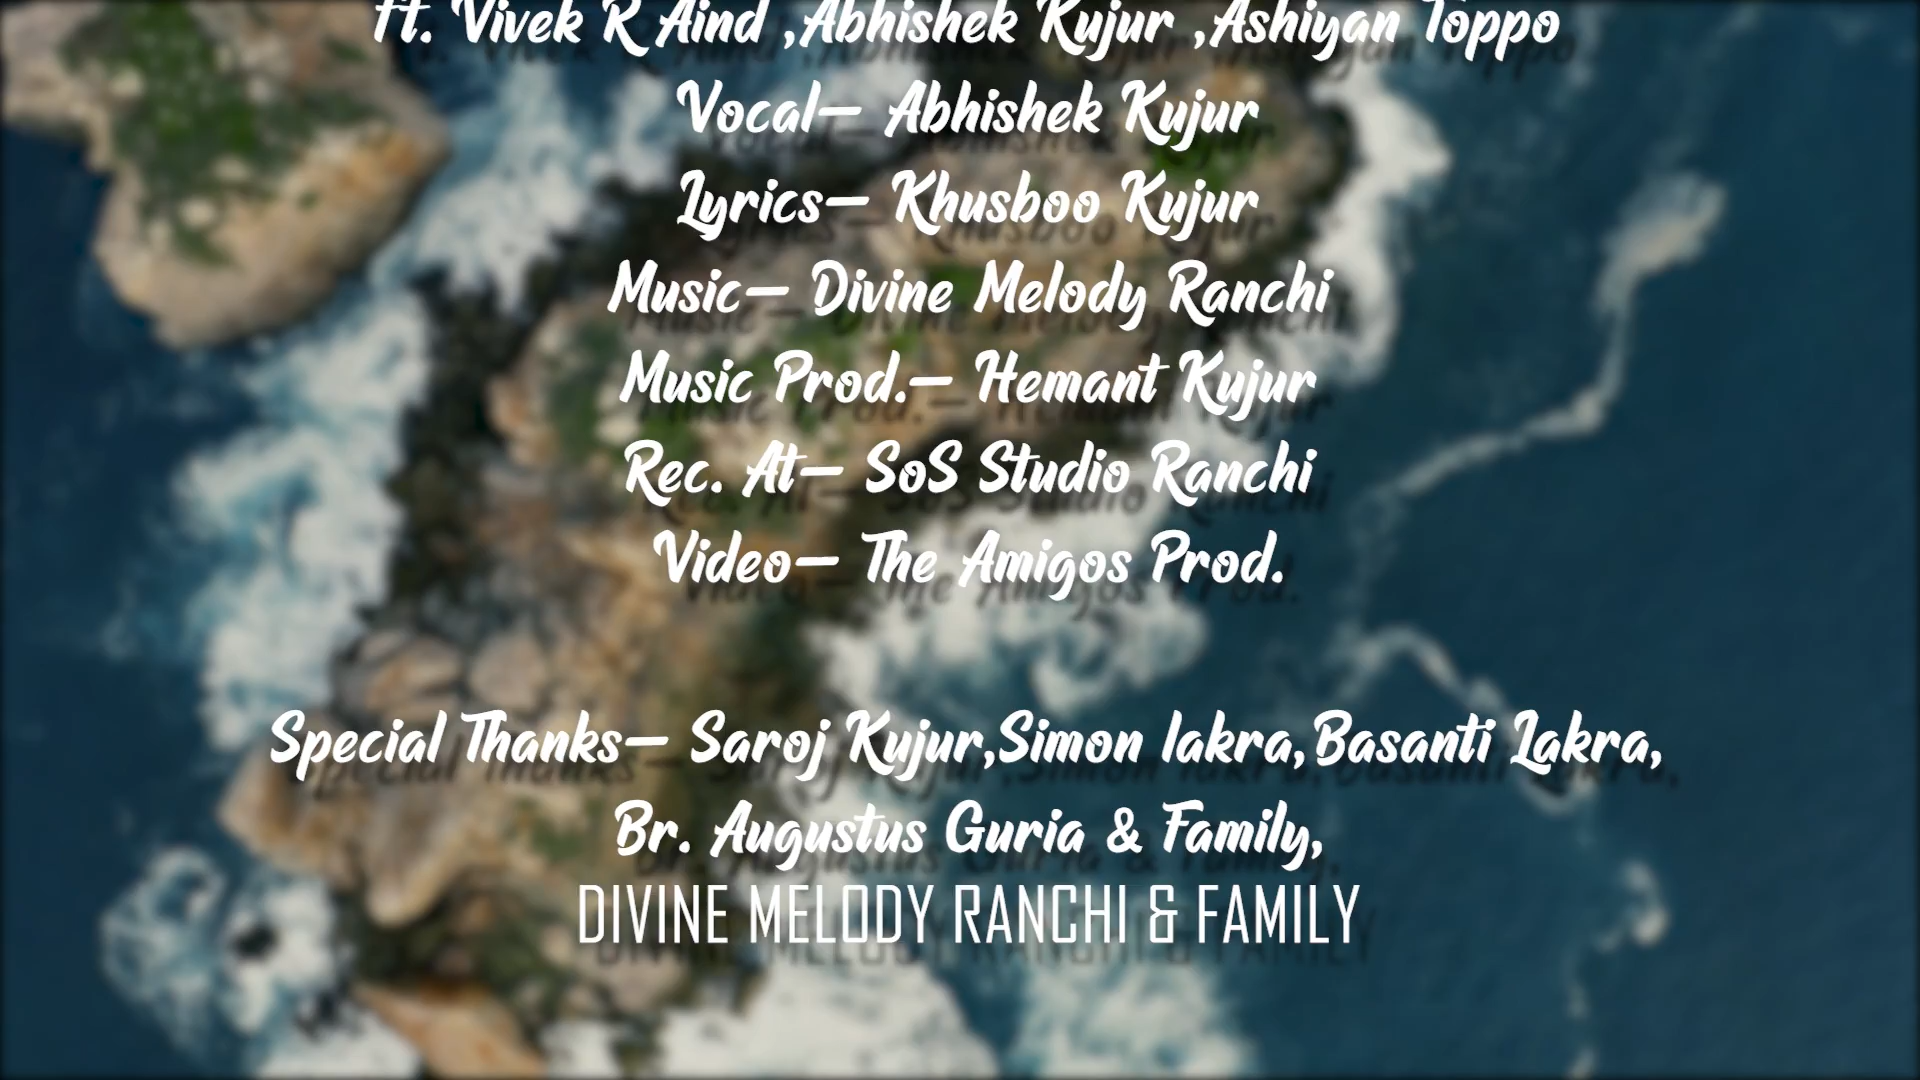 ft. Vivek R Aind ,Abhishek Kujur ,Ashiyan Toppo
Vocal— Abhishek Kujur
Lyrics— Khusboo Kujur
Music— Divine Melody Ranchi
Music Prod.— Hemant Kujur
Rec. At— SoS Studio Ranchi
Video— The Amigos Prod.
Special Thanks— Saroj Kujur,Simon lakra,Basanti Lakra,
Br. Augustus Guria & Family,
DIVINE MELODY RANCHI & FAMILY